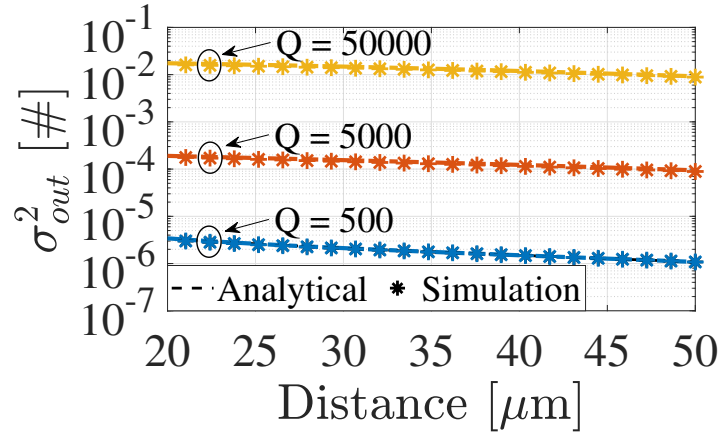 10⁻¹
10⁻²
10⁻³
10⁻⁴
10⁻⁵
10⁻⁶
10⁻⁷
σ²ₒᵤₜ [#]
Q = 50000
Q = 5000
Q = 500
Analytical
Simulation
20 25 30 35 40 45 50
Distance [μm]